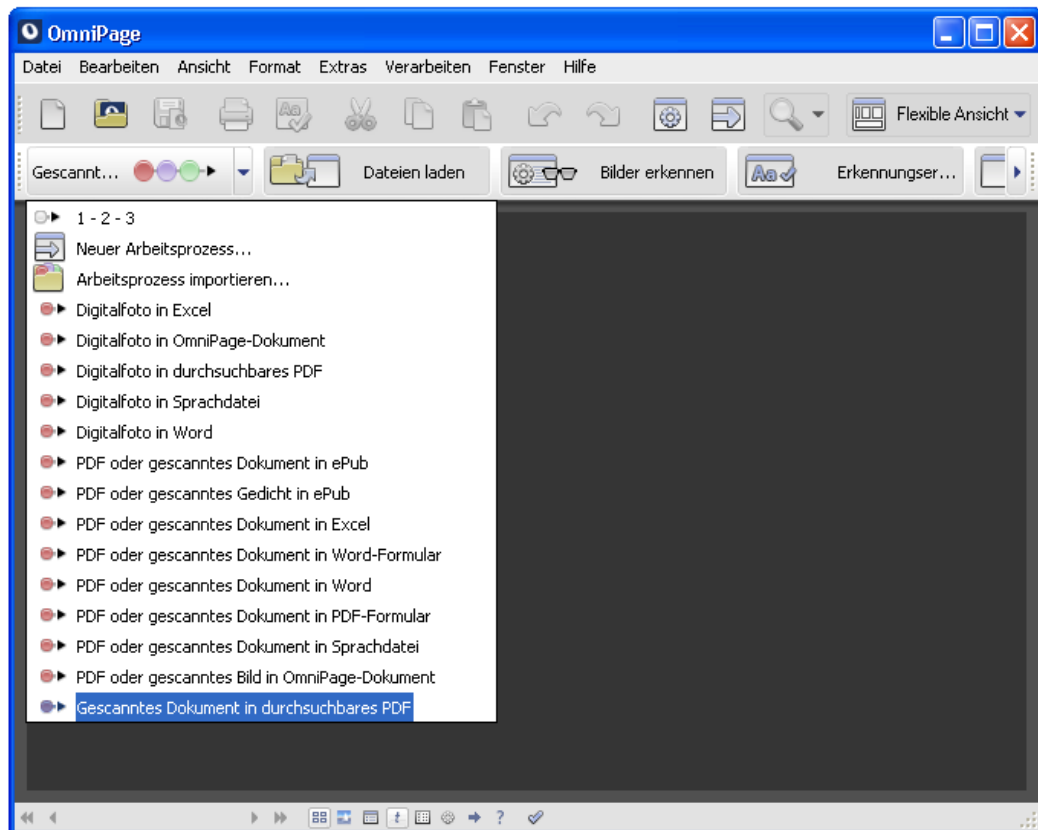 OmniPage
Datei Bearbeiten Ansicht Format Extras Verarbeiten Fenster Hilfe
Flexible Ansicht
Gescannt... Dateien laden Bilder erkennen Erkennungser...
1 - 2 - 3
Neuer Arbeitsprozess...
Arbeitsprozess importieren...
Digitalfoto in Excel
Digitalfoto in OmniPage-Dokument
Digitalfoto in durchsuchbares PDF
Digitalfoto in Sprachdatei
Digitalfoto in Word
PDF oder gescanntes Dokument in ePub
PDF oder gescanntes Gedicht in ePub
PDF oder gescanntes Dokument in Excel
PDF oder gescanntes Dokument in Word-Formular
PDF oder gescanntes Dokument in Word
PDF oder gescanntes Dokument in PDF-Formular
PDF oder gescanntes Dokument in Sprachdatei
PDF oder gescanntes Bild in OmniPage-Dokument
Gescanntes Dokument in durchsuchbares PDF